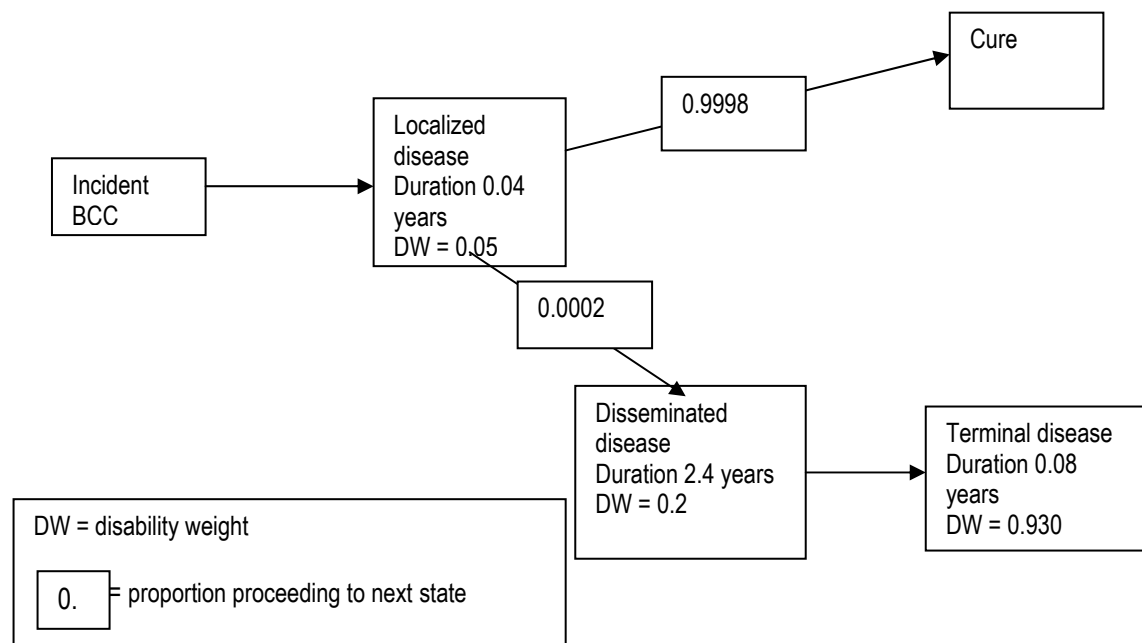 Cure
0.9998
Localized
disease
Duration 0.04
years
DW = 0.05
Incident
BCC
0.0002
Disseminated
disease
Duration 2.4 years
DW = 0.2
Terminal disease
Duration 0.08
years
DW = 0.930
DW = disability weight
0. = proportion proceeding to next state